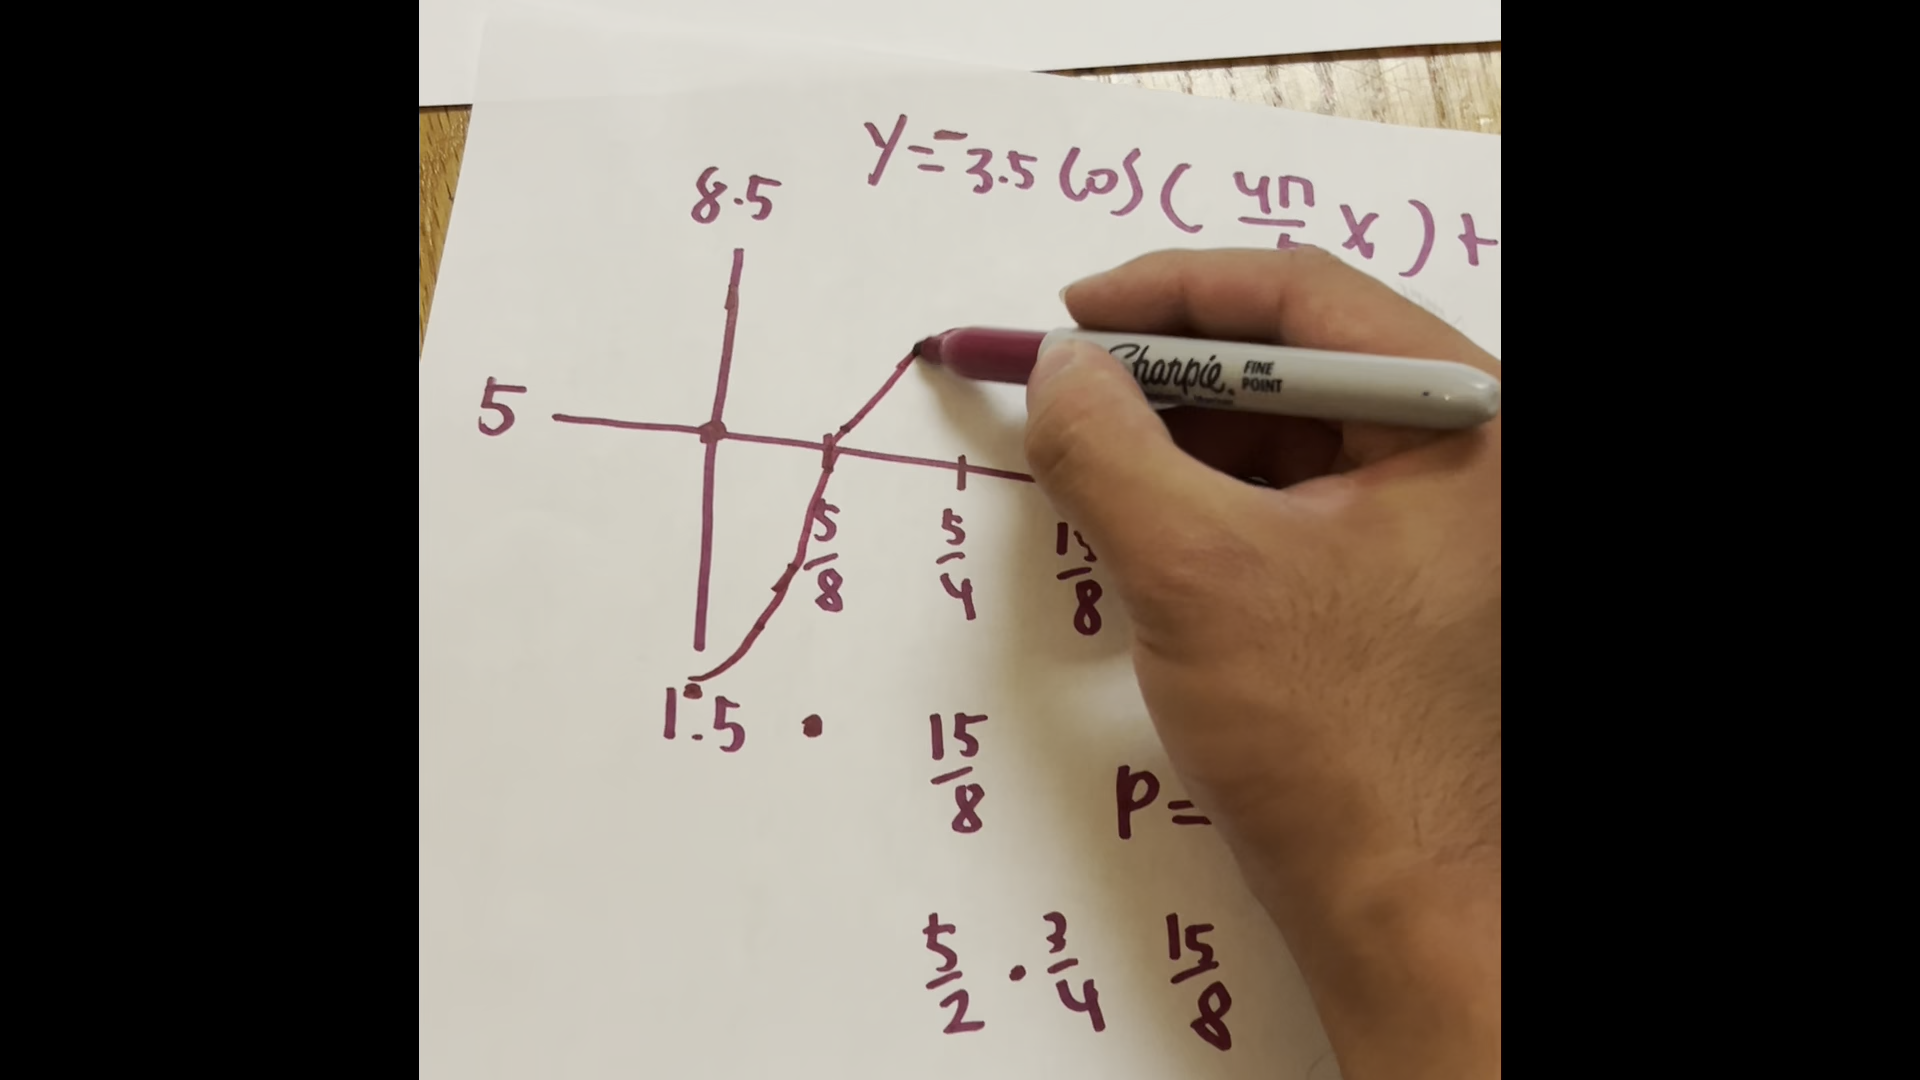 y = -3.5 cos( 4π x ) +
8.5
Sharpie. FINE
POINT
5
5/8 5/4 15/8
1.5 •
15/8 P =
5/2 • 3/4 15/8